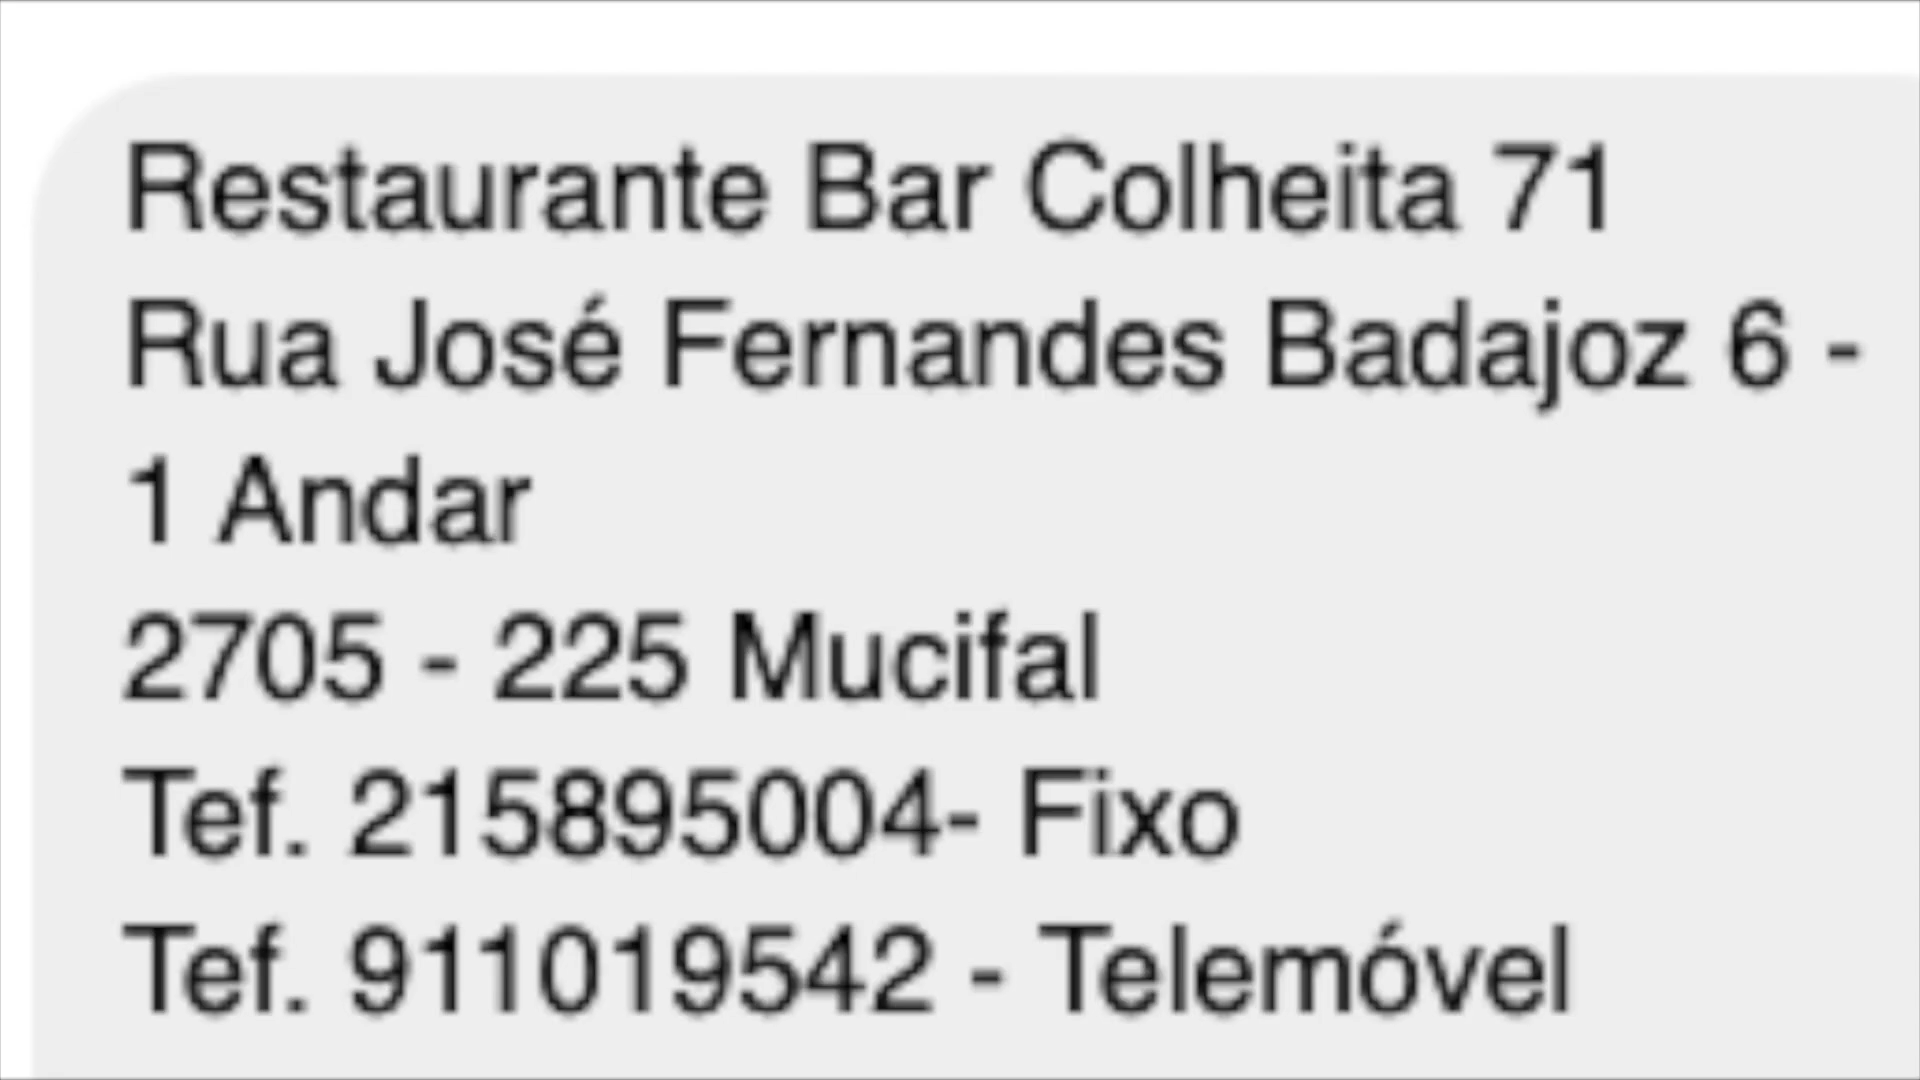 Restaurante Bar Colheita 71
Rua José Fernandes Badajoz 6 -
1 Andar
2705 - 225 Mucifal
Tef. 215895004- Fixo
Tef. 911019542 - Telemóvel